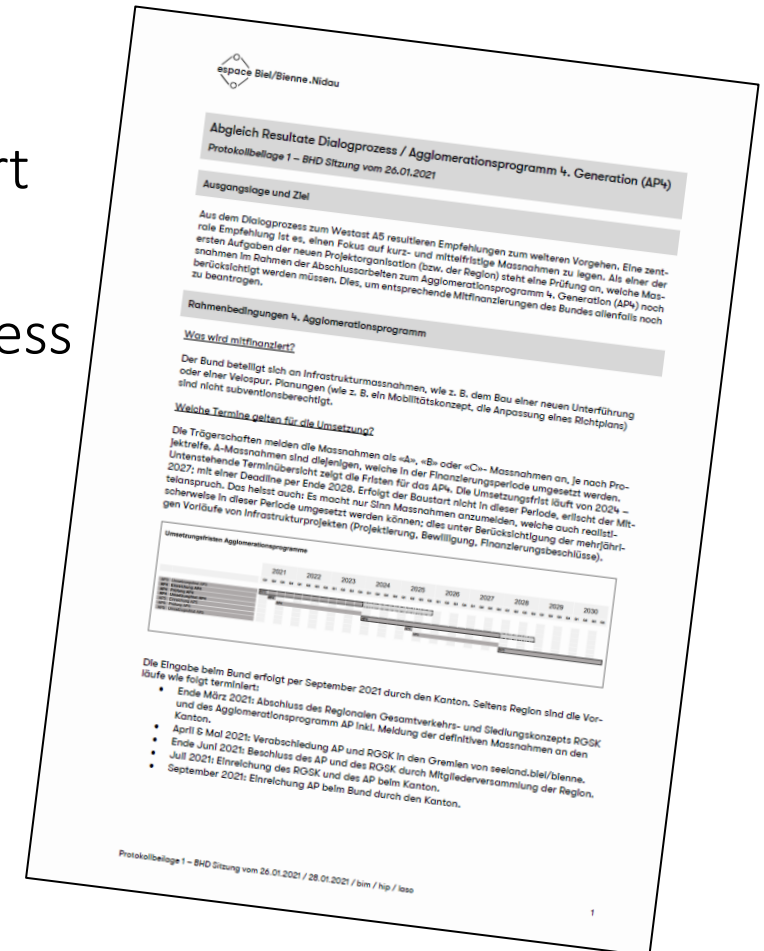 rt
ess
espace Biel/Bienne.Nidau
Abgleich Resultate Dialogprozess / Agglomerationsprogramm 4. Generation (AP4)
Protokollbeilage 1 – BHD Sitzung vom 26.01.2021
Ausgangslage und Ziel
Aus dem Dialogprozess zum Westast A5 resultieren Empfehlungen zum weiteren Vorgehen. Eine zent-
rale Empfehlung ist es, einen Fokus auf kurz- und mittelfristige Massnahmen zu legen. Als einer der
ersten Aufgaben der neuen Projektorganisation (bzw. der Region) steht eine Prüfung an, welche Mas-
snahmen im Rahmen der Abschlussarbeiten zum Agglomerationsprogramm 4. Generation (AP4) noch
berücksichtigt werden müssen. Dies, um entsprechende Mitfinanzierungen des Bundes allenfalls noch
zu beantragen.
Rahmenbedingungen 4. Agglomerationsprogramm
Was wird mitfinanziert?
Der Bund beteiligt sich an Infrastrukturmassnahmen, wie z. B. dem Bau einer neuen Unterführung
oder einer Velospur. Planungen (wie z. B. ein Mobilitätskonzept, die Anpassung eines Richtplans)
sind nicht subventionsberechtigt.
Welche Termine gelten für die Umsetzung?
Die Trägerschaften melden die Massnahmen als «A», «B» oder «C»- Massnahmen an, je nach Pro-
jektreife. A-Massnahmen sind diejenigen, welche in der Finanzierungsperiode umgesetzt werden.
Untenstehende Terminübersicht zeigt die Fristen für das AP4. Die Umsetzungsfrist läuft von 2024 –
2027; mit einer Deadline per Ende 2028. Erfolgt der Baustart nicht in dieser Periode, erlischt der Mit-
telanspruch. Das heisst auch: Es macht nur Sinn Massnahmen anzumelden, welche auch realisti-
scherweise in dieser Periode umgesetzt werden können; dies unter Berücksichtigung der mehrjähri-
gen Vorläufe von Infrastrukturprojekten (Projektierung, Bewilligung, Finanzierungsbeschlüsse).
Umsetzungsfristen Agglomerationsprogramme
2021 2022 2023 2024 2025 2026 2027 2028 2029 2030
Die Eingabe beim Bund erfolgt per September 2021 durch den Kanton. Seitens Region sind die Vor-
läufe wie folgt terminiert:
• Ende März 2021: Abschluss des Regionalen Gesamtverkehrs- und Siedlungskonzepts RGSK
und des Agglomerationsprogramm AP inkl. Meldung der definitiven Massnahmen an den
Kanton.
• April & Mai 2021: Verabschiedung AP und RGSK in den Gremien von seeland.biel/bienne.
• Ende Juni 2021: Beschluss des AP und des RGSK durch Mitgliederversammlung der Region.
• Juli 2021: Einreichung des RGSK und des AP beim Kanton.
• September 2021: Einreichung AP beim Bund durch den Kanton.
Protokollbeilage 1 – BHD Sitzung vom 26.01.2021 / 28.01.2021 / bim / hip / laso
1